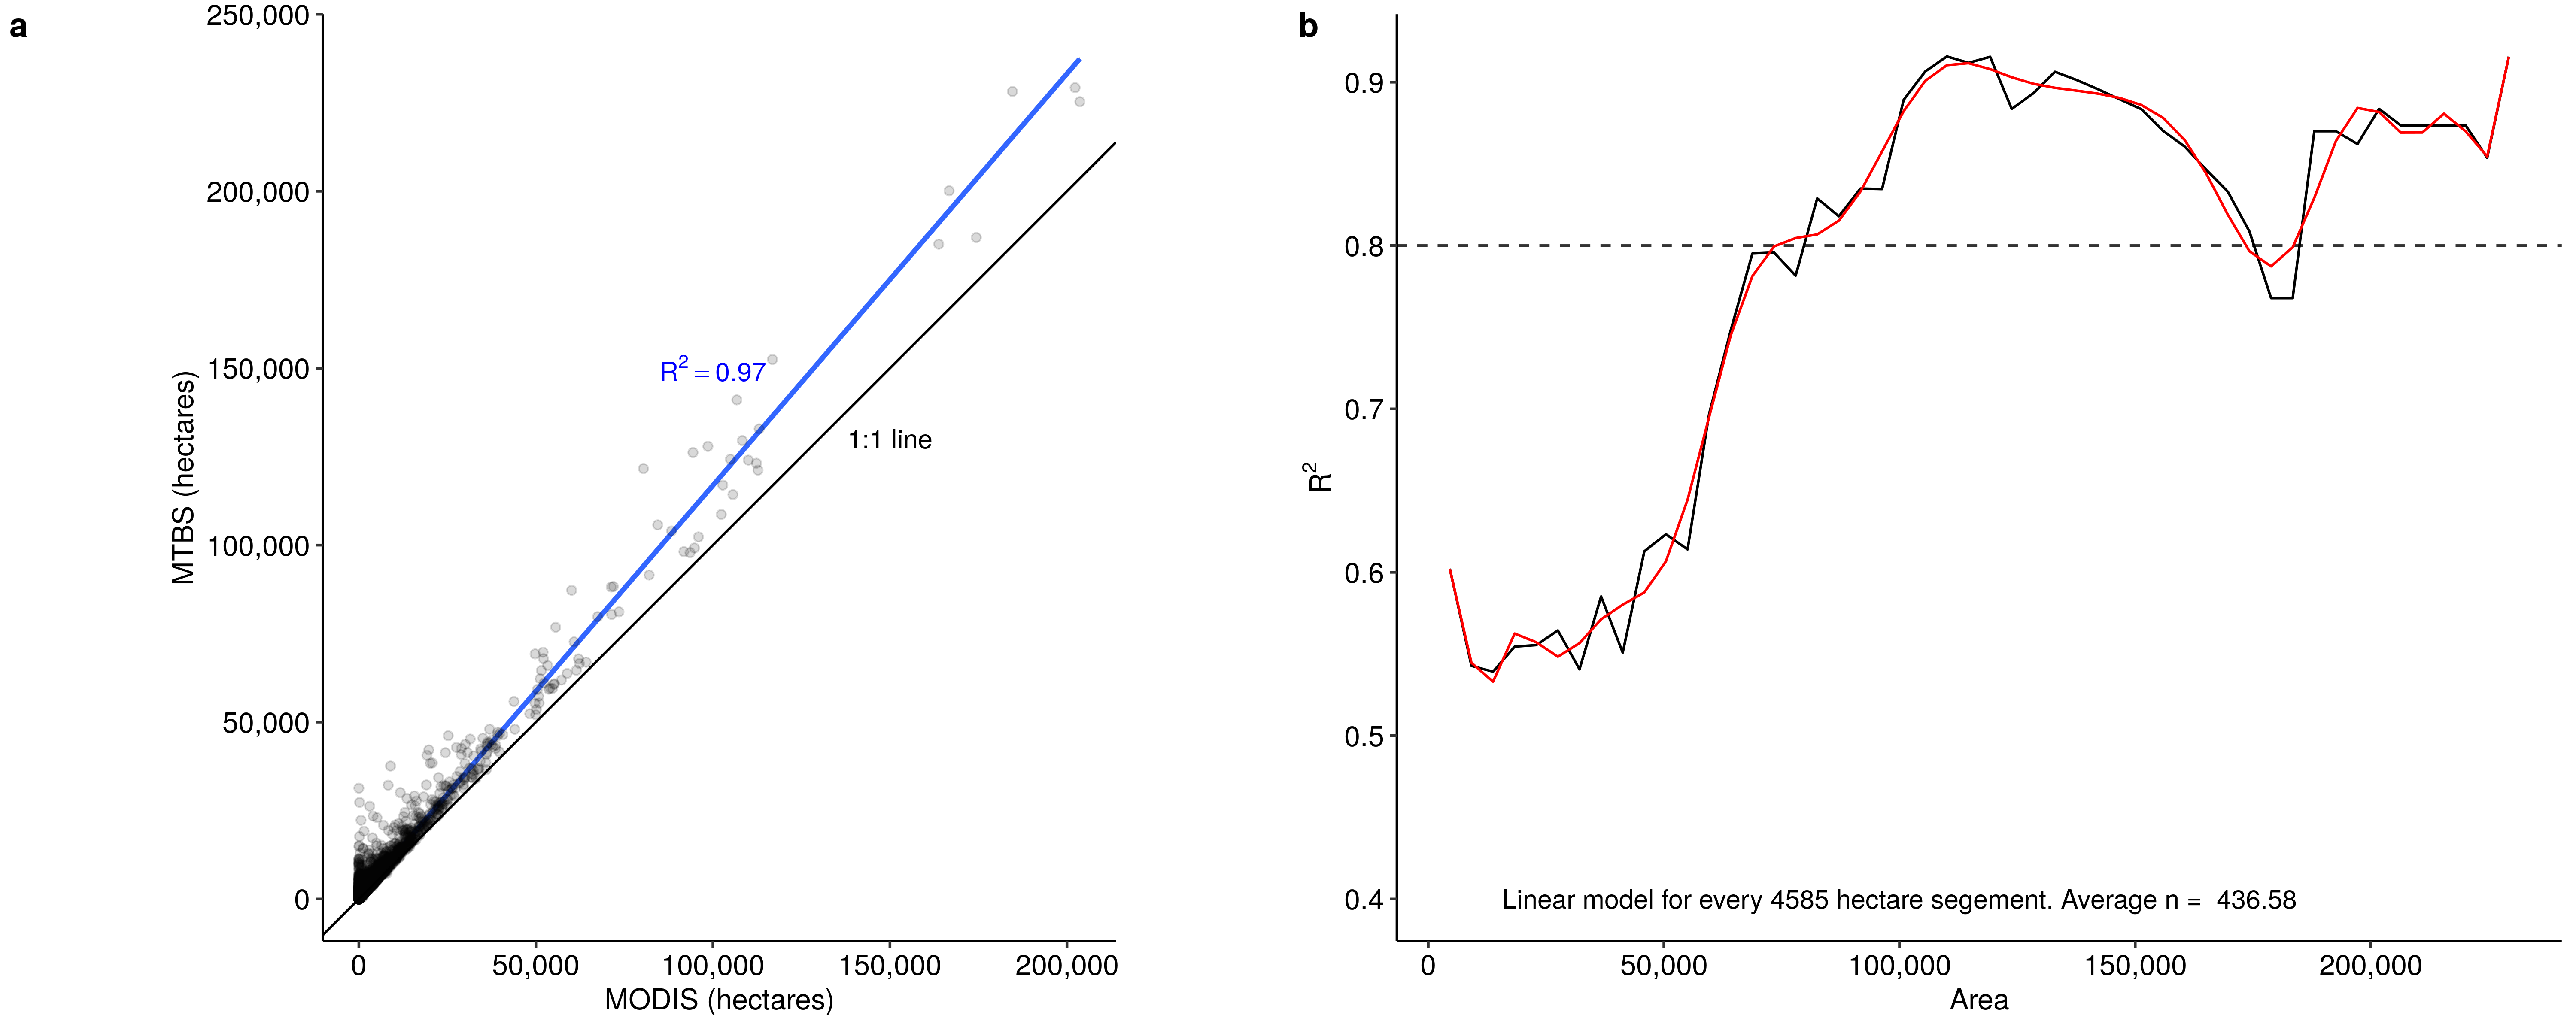 a
250,000
200,000
150,000
100,000
50,000
0
MTBS (hectares)
R² = 0.97
1:1 line
0 50,000 100,000 150,000 200,000
MODIS (hectares)
b
0.9
0.8
0.7
0.6
0.5
0.4
R²
Linear model for every 4585 hectare segement. Average n = 436.58
0 50,000 100,000 150,000 200,000
Area